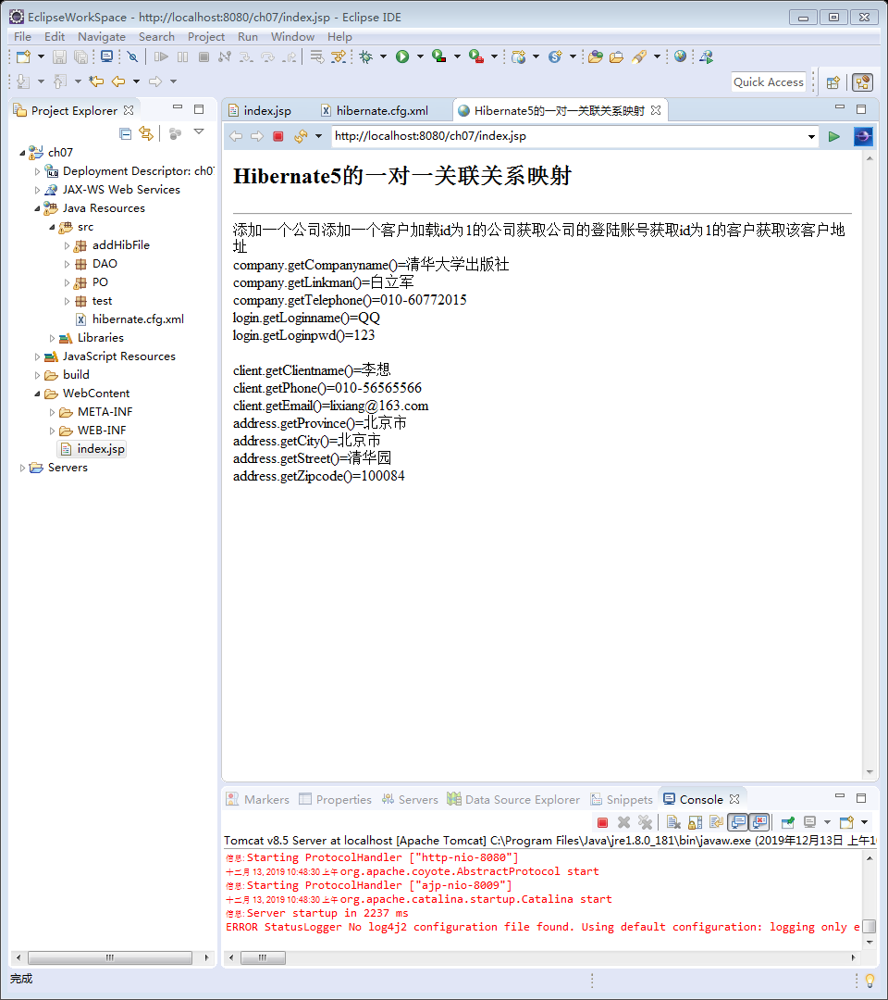 EclipseWorkSpace - http://localhost:8080/ch07/index.jsp - Eclipse IDE
File Edit Navigate Search Project Run Window Help
Quick Access
Project Explorer
ch07
Deployment Descriptor: ch0
JAX-WS Web Services
Java Resources
src
addHibFile
DAO
PO
test
hibernate.cfg.xml
Libraries
JavaScript Resources
build
WebContent
META-INF
WEB-INF
index.jsp
Servers
index.jsp hibernate.cfg.xml Hibernate5的一对一关联关系映射
http://localhost:8080/ch07/index.jsp
Hibernate5的一对一关联关系映射
添加一个公司添加一个客户加载id为1的公司获取公司的登陆账号获取id为1的客户获取该客户地
址
company.getCompanyname()=清华大学出版社
company.getLinkman()=白立军
company.getTelephone()=010-60772015
login.getLoginname()=QQ
login.getLoginpwd()=123
client.getClientname()=李想
client.getPhone()=010-56565566
client.getEmail()=lixiang@163.com
address.getProvince()=北京市
address.getCity()=北京市
address.getStreet()=清华园
address.getZipcode()=100084
Markers Properties Servers Data Source Explorer Snippets Console
Tomcat v8.5 Server at localhost [Apache Tomcat] C:\Program Files\Java\jre1.8.0_181\bin\javaw.exe (2019年12月13日 上午1
信息: Starting ProtocolHandler ["http-nio-8080"]
十二月 13, 2019 10:48:30 上午 org.apache.coyote.AbstractProtocol start
信息: Starting ProtocolHandler ["ajp-nio-8009"]
十二月 13, 2019 10:48:30 上午 org.apache.catalina.startup.Catalina start
信息: Server startup in 2237 ms
ERROR StatusLogger No log4j2 configuration file found. Using default configuration: logging only e
完成